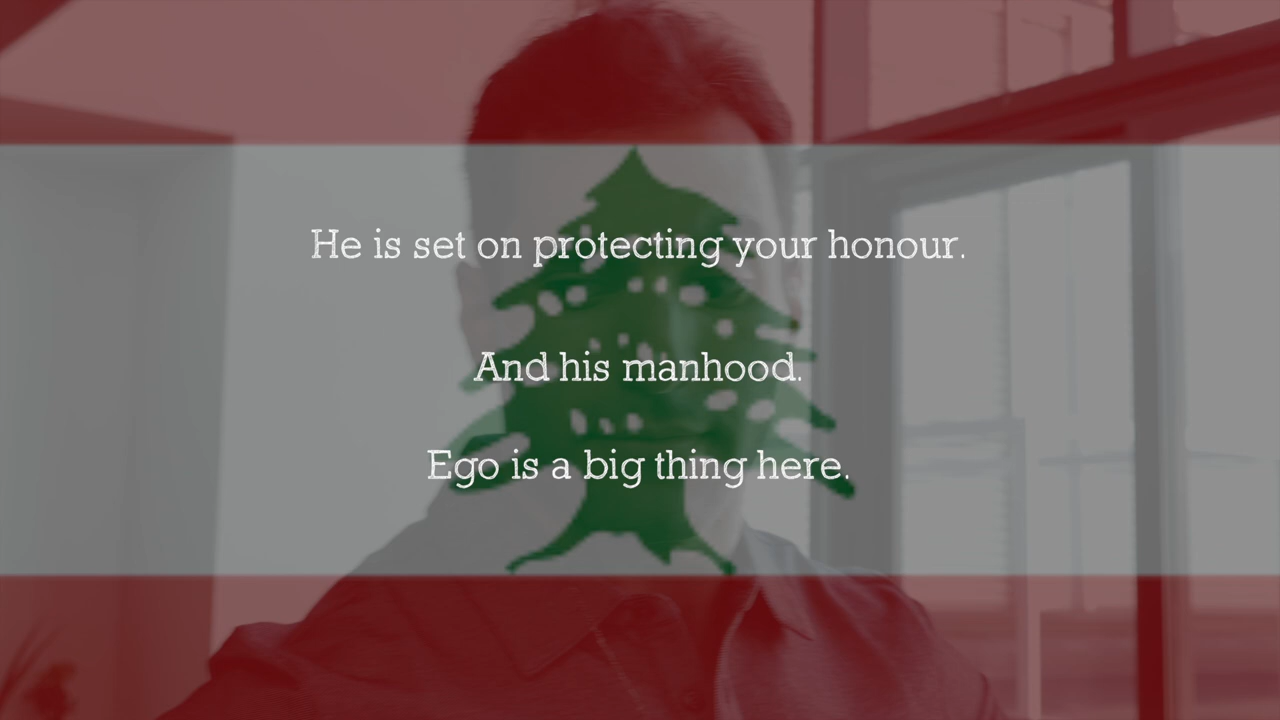 He is set on protecting your honour.
And his manhood.
Ego is a big thing here.